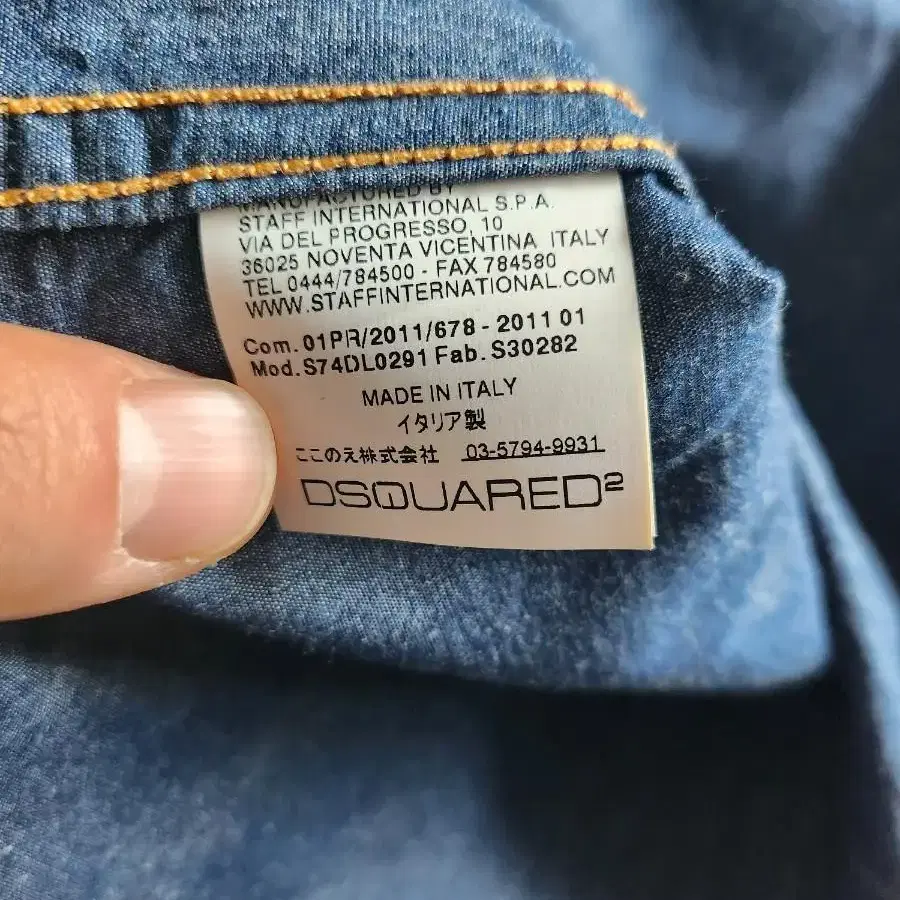 MANUFACTURED BY
STAFF INTERNATIONAL S.P.A.
VIA DEL PROGRESSO, 10
36025 NOVENTA VICENTINA ITALY
TEL 0444/784500 - FAX 784580
WWW.STAFFINTERNATIONAL.COM
Com. 01PR/2011/678 - 2011 01
Mod. S74DL0291 Fab. S30282
MADE IN ITALY
イタリア製
ここのえ株式会社 03-5794-9931
DSQUARED2